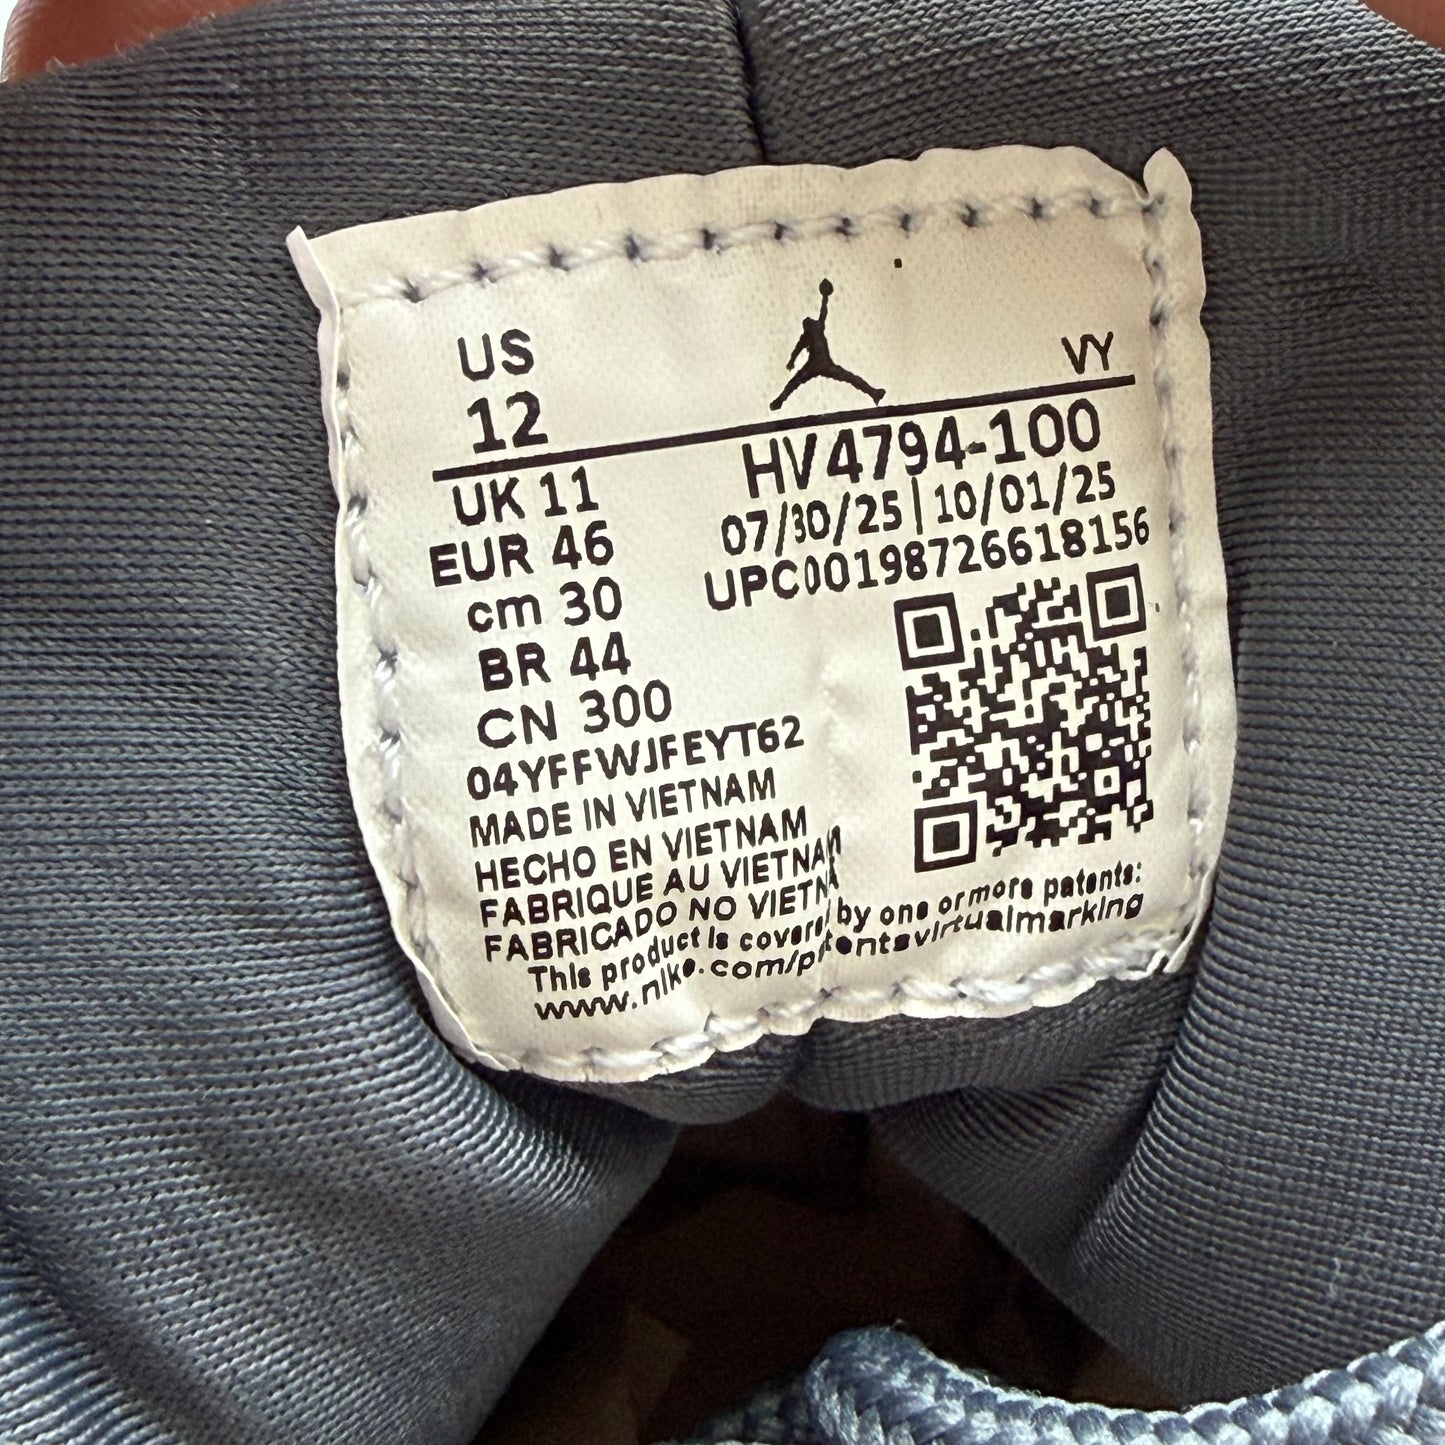 US
12
VY
UK 11
EUR 46
cm 30
BR 44
CN 300
HV4794-100
07/30/25|10/01/25
UPC00198726618156
04YFFWJFEYT62
MADE IN VIETNAM
HECHO EN VIETNAM
FABRIQUE AU VIETNAM
FABRICADO NO VIETNA
This product is covered by one or more patents:
www.nike.com/patentsvirtualmarking